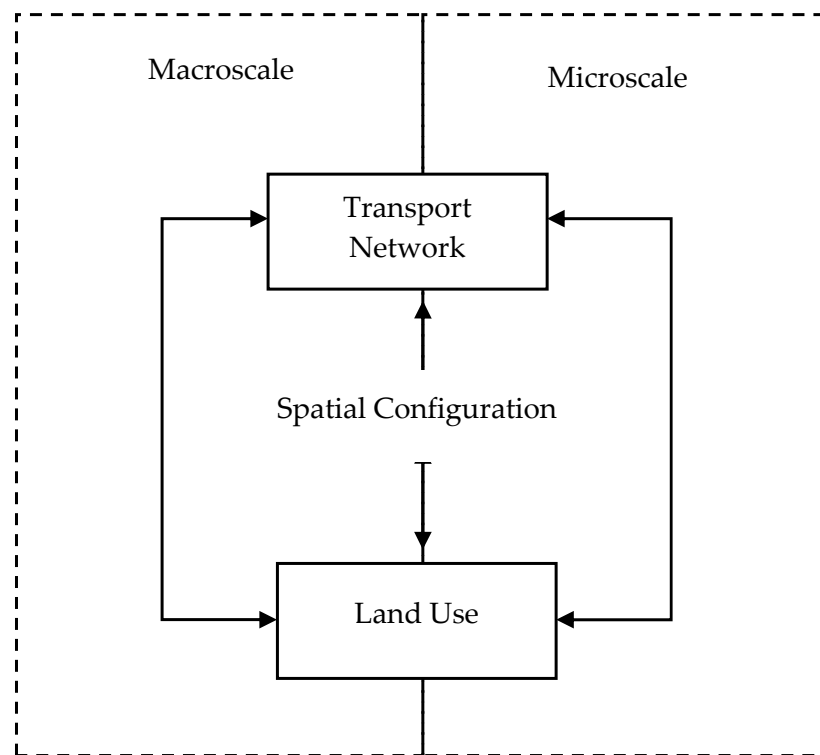 Macroscale
Microscale
Transport
Network
Spatial Configuration
Land Use